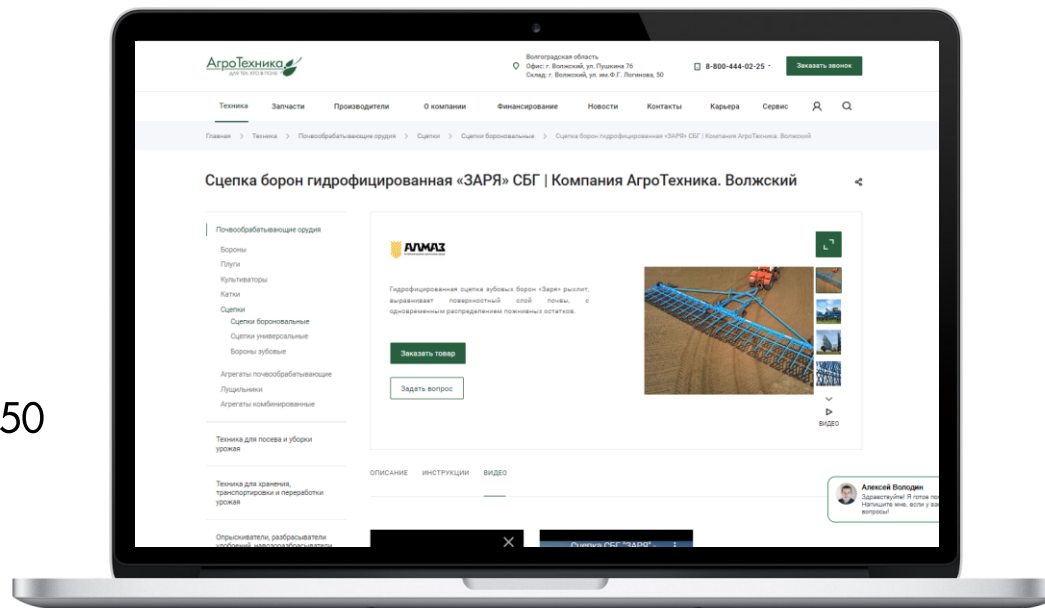 АгроТехника
ДЛЯ ТЕХ КТО В ПОЛЕ
Волгоградская область
Офис: г. Волжский, ул. Пушкина 76
Склад: г. Волжский, ул. им.Ф.Г. Логинова, 50
8-800-444-02-25
Заказать звонок
Техника Запчасти Производители О компании Финансирование Новости Контакты Карьера Сервис
Главная > Техника > Почвообрабатывающие орудия > Сцепки > Сцепки бороновальные > Сцепка борон гидрофицированная «ЗАРЯ» СБГ | Компания АгроТехника. Волжский
Сцепка борон гидрофицированная «ЗАРЯ» СБГ | Компания АгроТехника. Волжский
Почвообрабатывающие орудия
Бороны
Плуги
Культиваторы
Катки
Сцепки
Сцепки бороновальные
Сцепки универсальные
Бороны зубовые
Агрегаты почвообрабатывающие
Лущильники
Агрегаты комбинированные
Техника для посева и уборки
урожая
Техника для хранения,
транспортировки и переработки
урожая
Опрыскиватели, разбрасыватели
удобрений, навозоразбрасыватели
АЛМАЗ
Гидрофицированная сцепка зубовых борон «Заря» рыхлит,
выравнивает поверхностный слой почвы, с
одновременным распределением пожнивных остатков.
Заказать товар
Задать вопрос
ВИДЕО
ОПИСАНИЕ ИНСТРУКЦИИ ВИДЕО
Сцепка СБГ "ЗАРЯ" -
Алексей Володин
Здравствуйте! Я готов
Напишите мне, если у
вопросы!
50